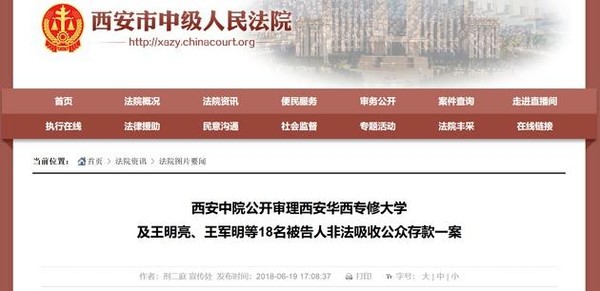 西安市中级人民法院
http://xazy.chinacourt.org
首页 法院概况 法院资讯 便民服务 审务公开 案件查询 走进直播间
执行在线 法律援助 民意沟通 社会监督 专题活动 法院丰采 在线链接
当前位置： 首页 | 法院资讯 | 法院图片要闻
西安中院公开审理西安华西专修大学
及王明亮、王军明等18名被告人非法吸收公众存款一案
作者：刑二庭 宣传处 发布时间：2018-06-19 17:08:37 打印 字号：大 | 中 | 小